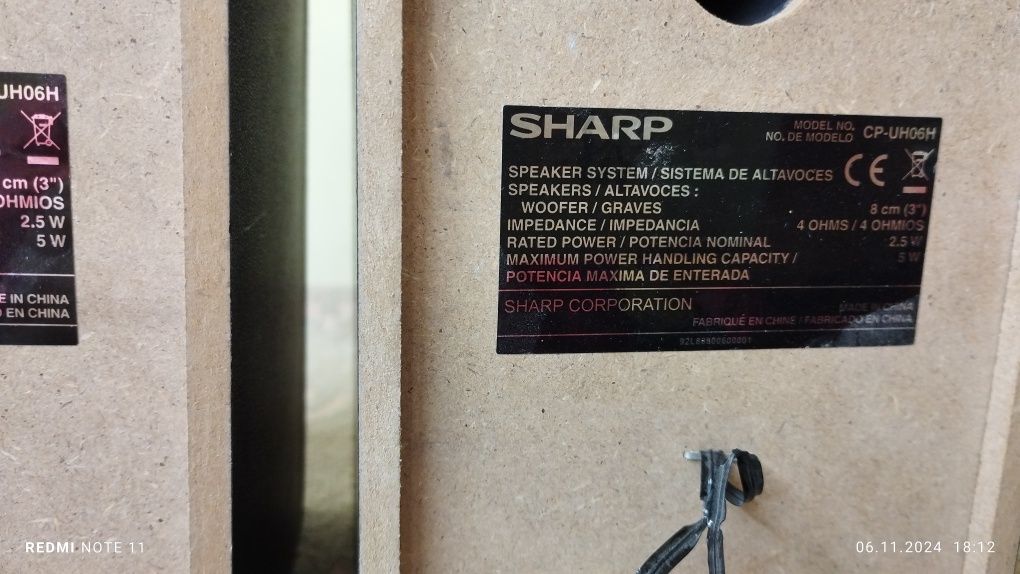 UH06H
cm (3")
OHMIOS
2.5 W
5 W
E IN CHINA
EN CHINA
SHARP
MODEL NO.
NO. DE MODELO CP-UH06H
SPEAKER SYSTEM / SISTEMA DE ALTAVOCES CE
SPEAKERS / ALTAVOCES :
WOOFER / GRAVES 8 cm (3")
IMPEDANCE / IMPEDANCIA 4 OHMS / 4 OHMIOS
RATED POWER / POTENCIA NOMINAL 2.5 W
MAXIMUM POWER HANDLING CAPACITY / 5 W
POTENCIA MAXIMA DE ENTERADA
SHARP CORPORATION MADE IN CHINA
FABRIQUÉ EN CHINE / FABRICADO EN CHINA
REDMI NOTE 11
06.11.2024 18:12